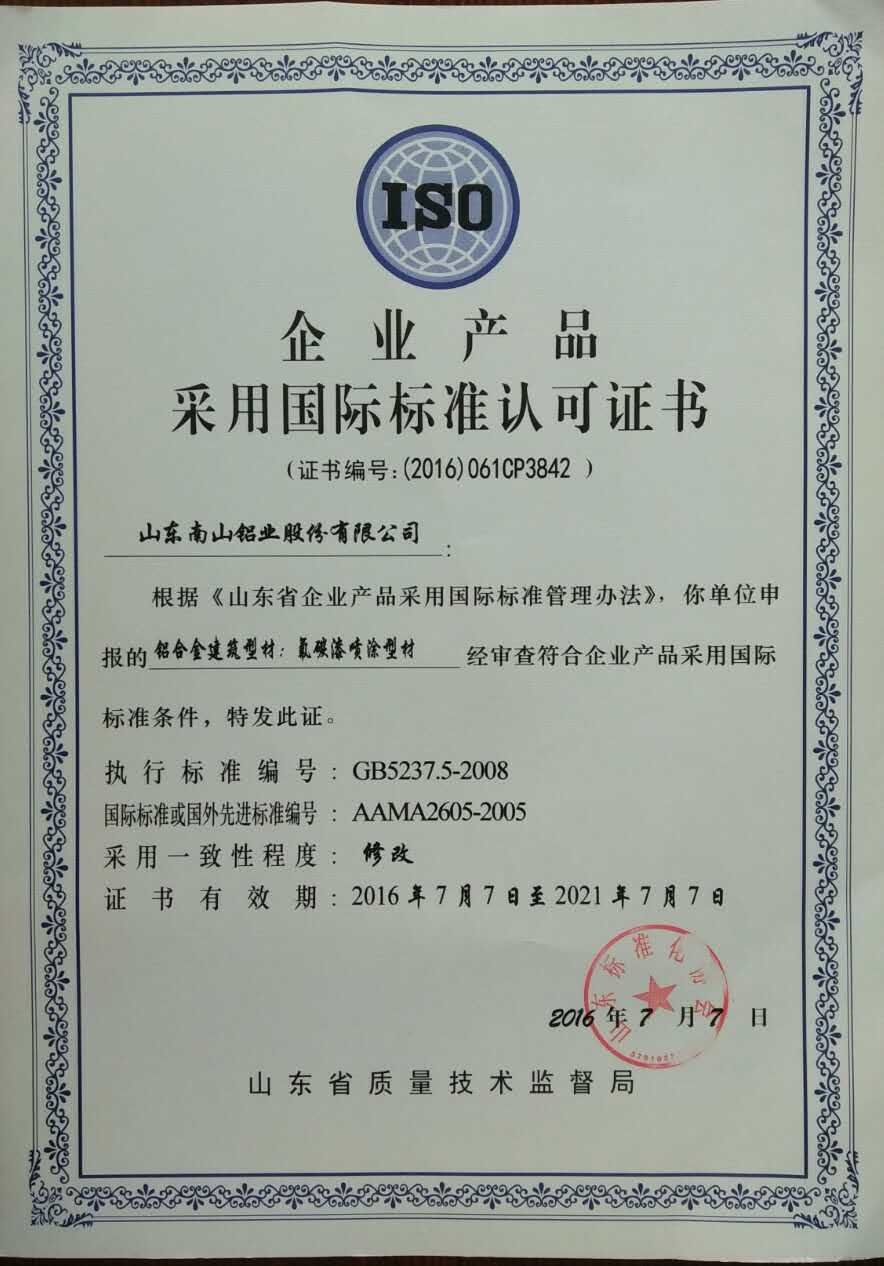 ISO
企业产品
采用国际标准认可证书
（证书编号:(2016)061CP3842 ）
山东南山铝业股份有限公司：
根据《山东省企业产品采用国际标准管理办法》，你单位申
报的铝合金建筑型材：氟碳漆喷涂型材 经审查符合企业产品采用国际
标准条件，特发此证。
执行标准编号：GB5237.5-2008
国际标准或国外先进标准编号：AAMA2605-2005
采用一致性程度：修改
证书有效期：2016年7月7日至2021年7月7日
山东标准化协会
2016年7月7日
山东省质量技术监督局